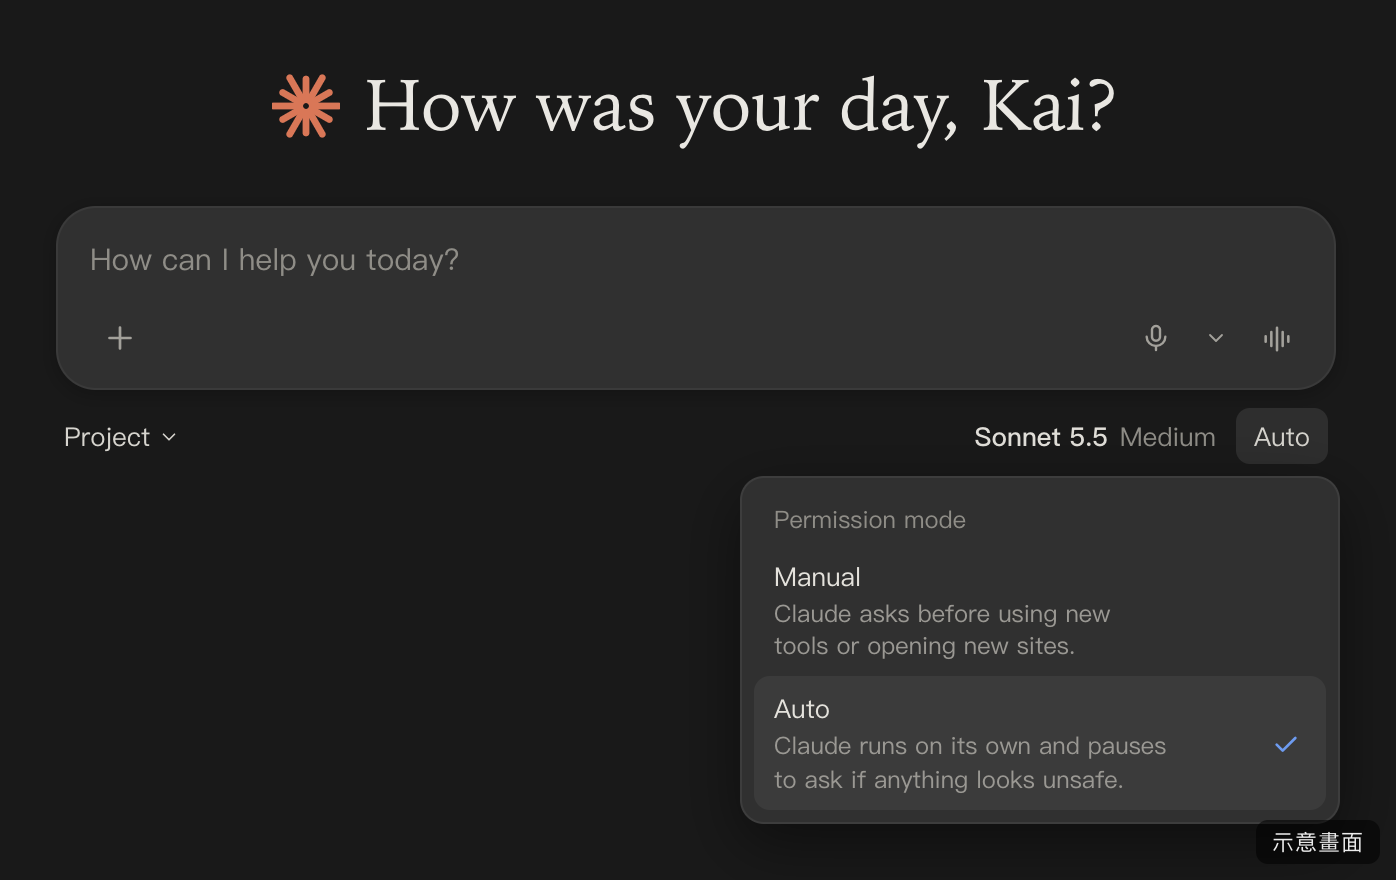 How was your day, Kai?
How can I help you today?
Project
Sonnet 5.5 Medium
Auto
Permission mode
Manual
Claude asks before using new
tools or opening new sites.
Auto
Claude runs on its own and pauses
to ask if anything looks unsafe.
示意畫面